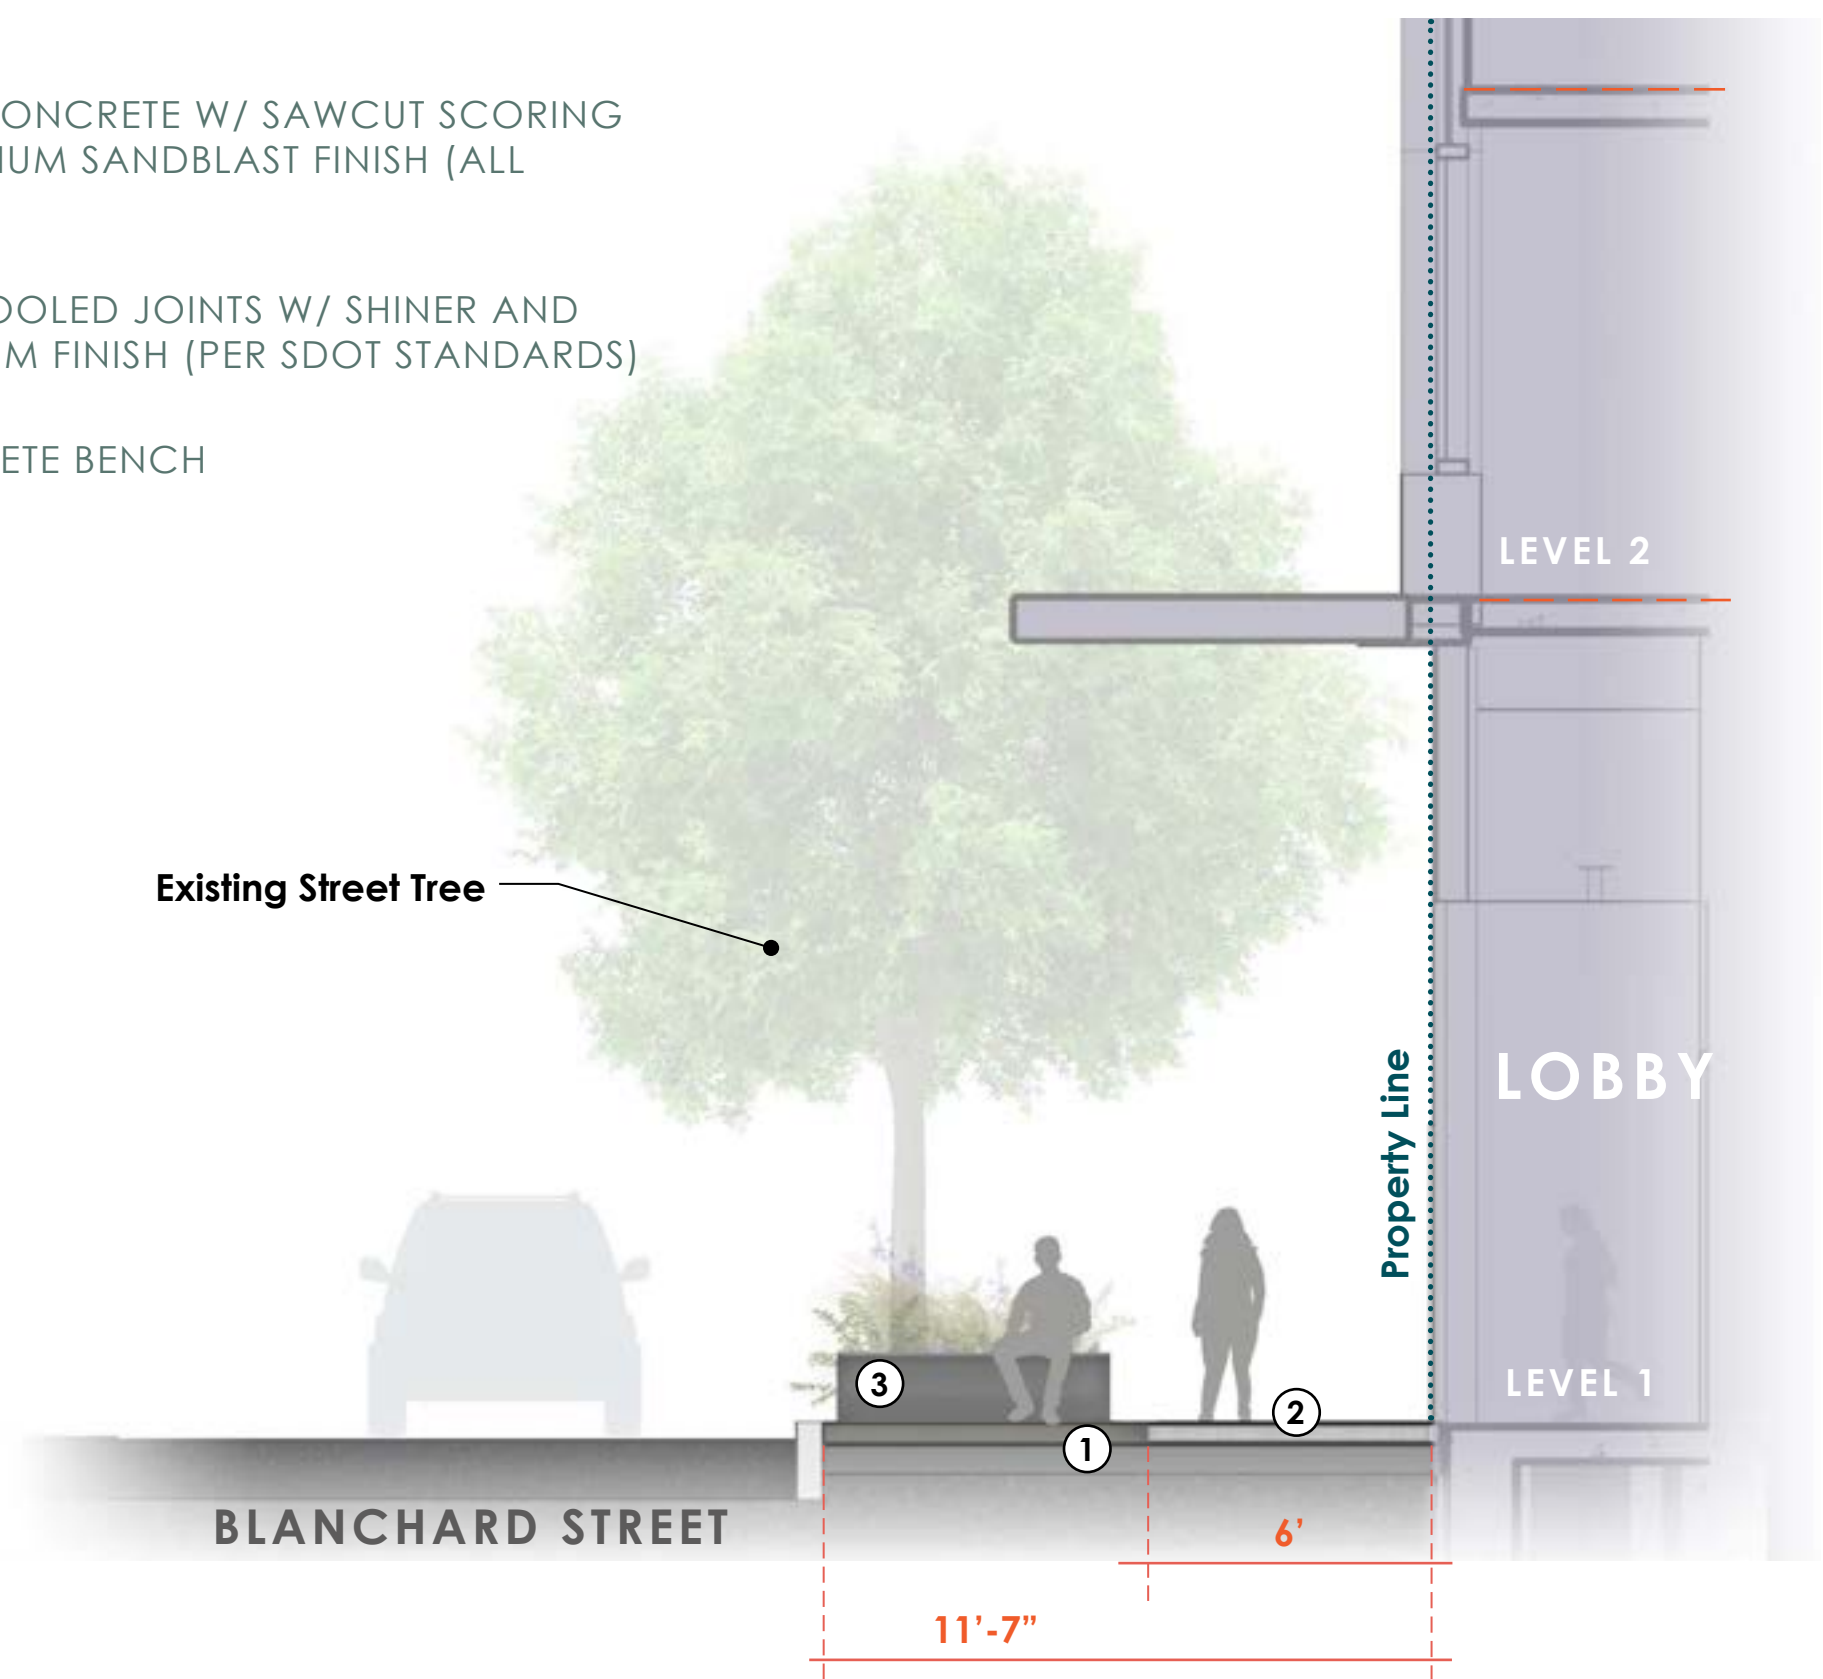 ONCRETE W/ SAWCUT SCORING
IUM SANDBLAST FINISH (ALL
OOLED JOINTS W/ SHINER AND
M FINISH (PER SDOT STANDARDS)
ETE BENCH
LEVEL 2
Existing Street Tree
Property Line
LOBBY
LEVEL 1
3
2
1
BLANCHARD STREET
6’
11’-7”